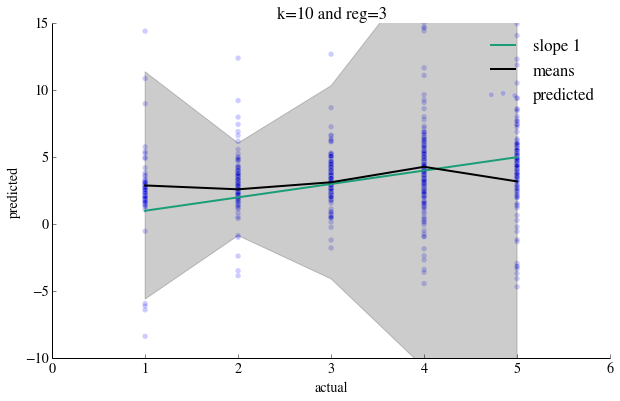 k=10 and reg=3
15
10
5
0
−5
−10
predicted
0 1 2 3 4 5 6
actual
slope 1
means
predicted